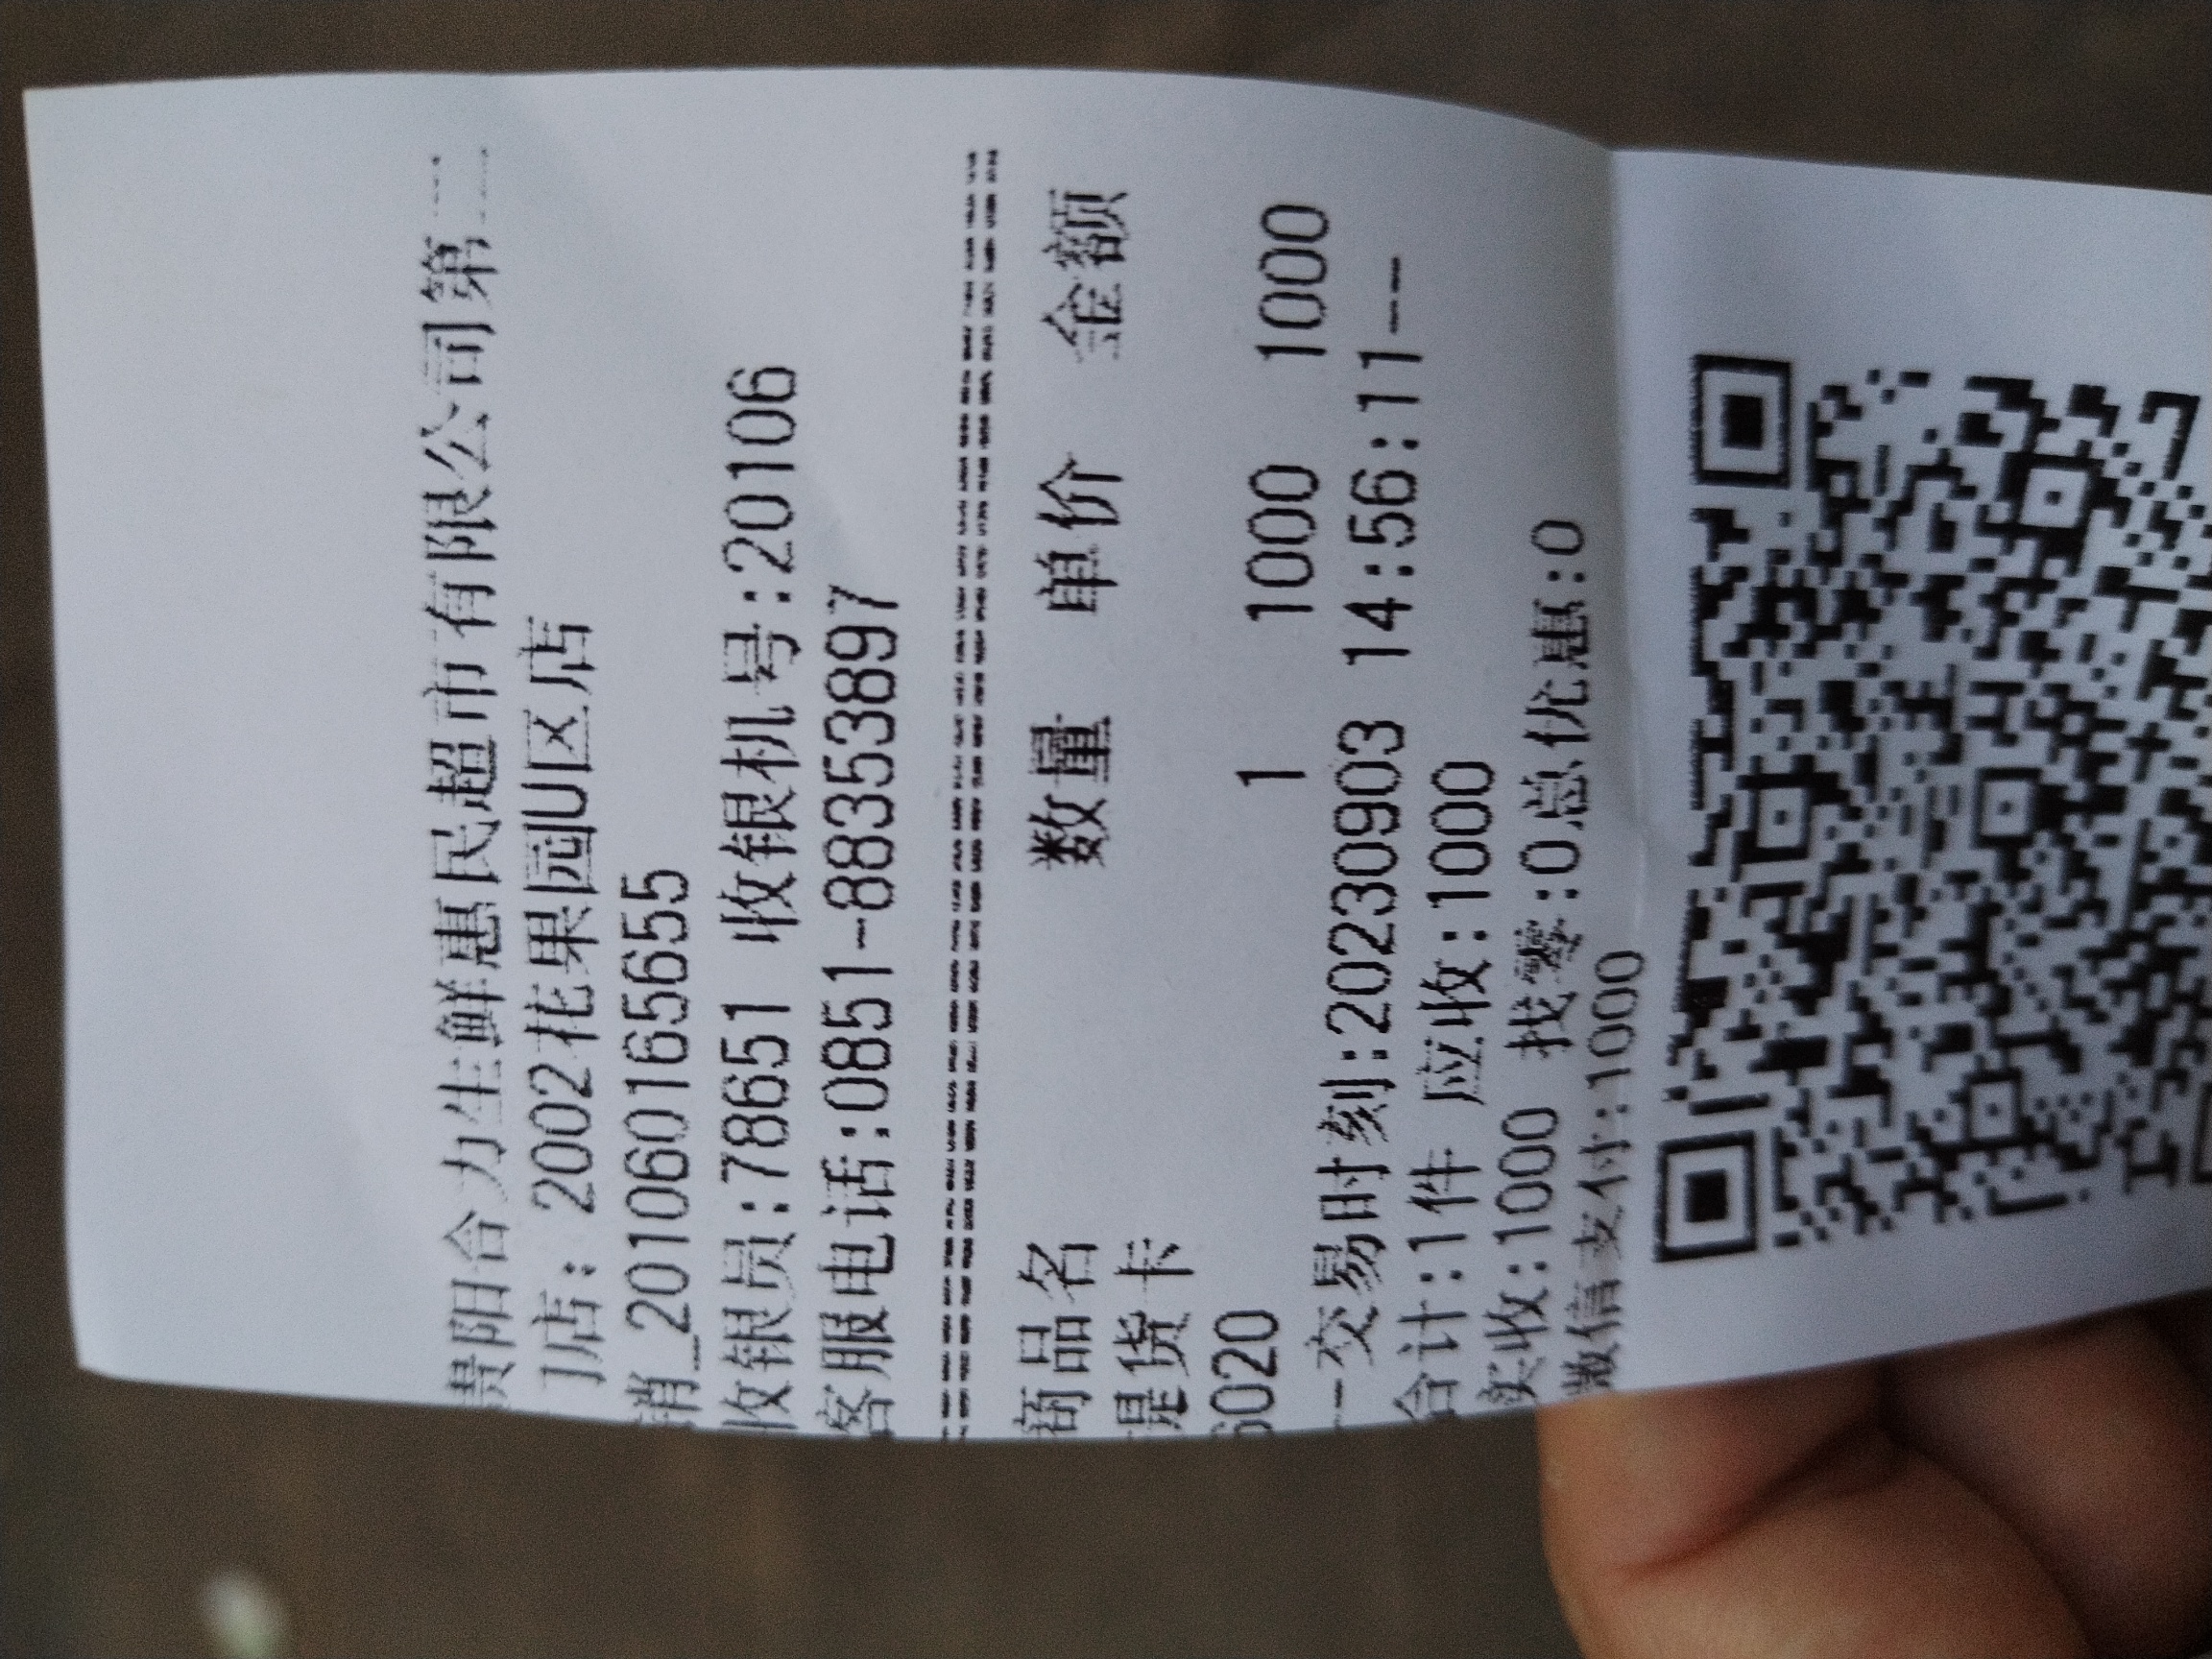 贵阳合力生鲜惠民超市有限公司第二
门店: 2002花果园U区店
销_201060165655
收银员:78651 收银机号:20106
客服电话:0851-88353897
商品名 数量 单价 金额
提货卡
6020 1 1000 1000
--交易时刻:20230903 14:56:11--
合计:1件 应收:1000
实收:1000 找零:0总优惠:0
微信支付:1000